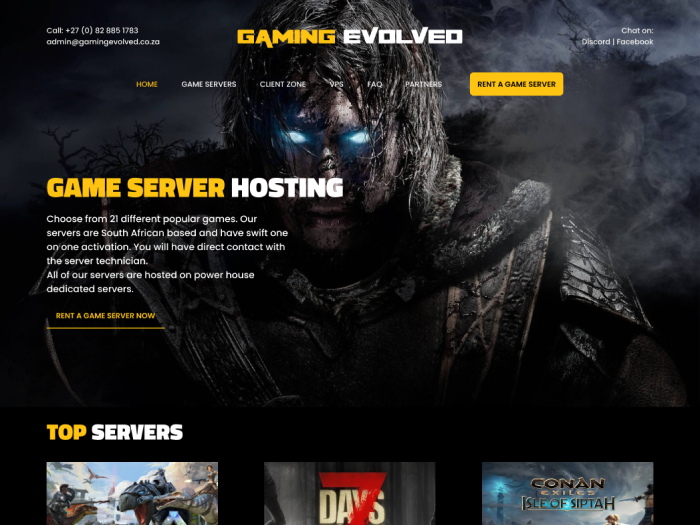 Call: +27 (0) 82 885 1783
admin@gamingevolved.co.za
GAMING EVOLVED
Chat on:
Discord | Facebook
HOME GAME SERVERS CLIENT ZONE VPS FAQ PARTNERS RENT A GAME SERVER
GAME SERVER HOSTING
Choose from 21 different popular games. Our
servers are South African based and have swift one
on one activation. You will have direct contact with
the server technician.
All of our servers are hosted on power house
dedicated servers.
RENT A GAME SERVER NOW
TOP SERVERS
7
DAYS
CONAN
EXILES
ISLE OF SIPTAH